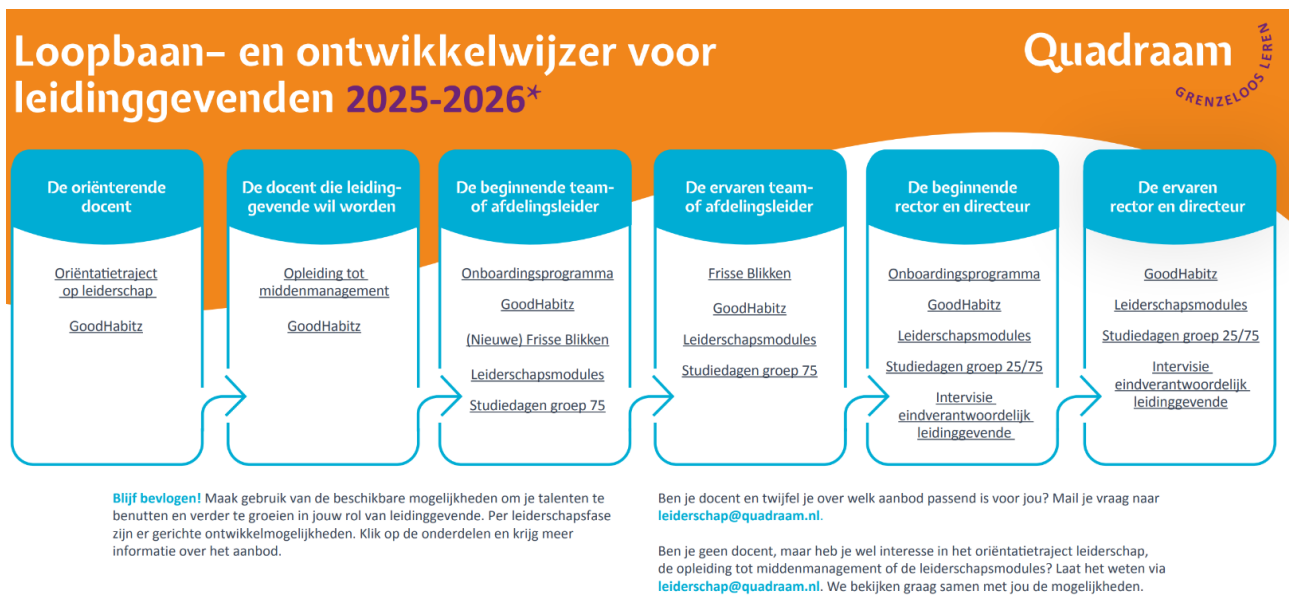 Loopbaan- en ontwikkelwijzer voor
leidinggevenden 2025-2026*
Quadraam
GRENZELOOS LEREN
De oriënterende
docent
Oriëntatietraject
op leiderschap
GoodHabitz
De docent die leiding-
gevende wil worden
Opleiding tot
middenmanagement
GoodHabitz
De beginnende team-
of afdelingsleider
Onboardingsprogramma
GoodHabitz
(Nieuwe) Frisse Blikken
Leiderschapsmodules
Studiedagen groep 75
De ervaren team-
of afdelingsleider
Frisse Blikken
GoodHabitz
Leiderschapsmodules
Studiedagen groep 75
De beginnende
rector en directeur
Onboardingsprogramma
GoodHabitz
Leiderschapsmodules
Studiedagen groep 25/75
Intervisie
eindverantwoordelijk
leidinggevende
De ervaren
rector en directeur
GoodHabitz
Leiderschapsmodules
Studiedagen groep 25/75
Intervisie
eindverantwoordelijk
leidinggevende
Blijf bevlogen! Maak gebruik van de beschikbare mogelijkheden om je talenten te
benutten en verder te groeien in jouw rol van leidinggevende. Per leiderschapsfase
zijn er gerichte ontwikkelmogelijkheden. Klik op de onderdelen en krijg meer
informatie over het aanbod.
Ben je docent en twijfel je over welk aanbod passend is voor jou? Mail je vraag naar
leiderschap@quadraam.nl.
Ben je geen docent, maar heb je wel interesse in het oriëntatietraject leiderschap,
de opleiding tot middenmanagement of de leiderschapsmodules? Laat het weten via
leiderschap@quadraam.nl. We bekijken graag samen met jou de mogelijkheden.